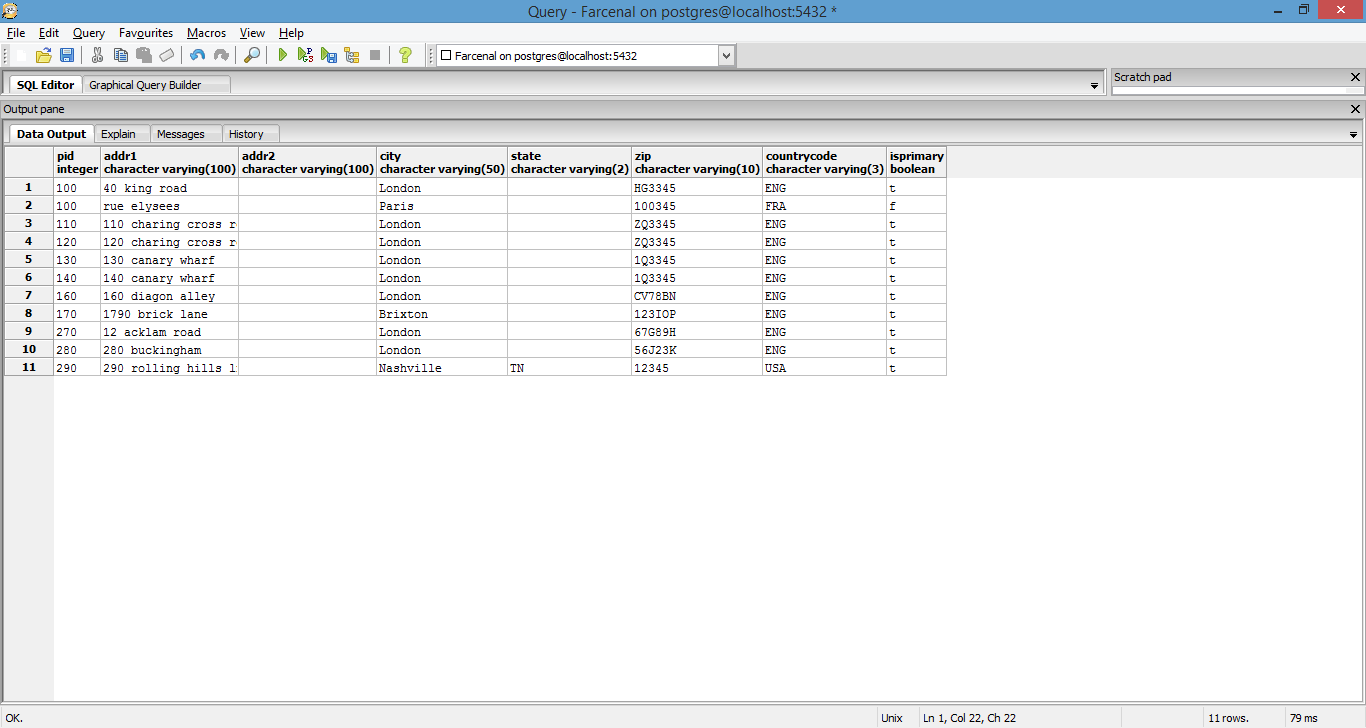 Query - Farcenal on postgres@localhost:5432 *
File Edit Query Favourites Macros View Help
Farcenal on postgres@localhost:5432
SQL Editor Graphical Query Builder Scratch pad
Output pane
Data Output Explain Messages History
pid addr1 addr2 city state zip countrycode isprimary
integer character varying(100) character varying(100) character varying(50) character varying(2) character varying(10) character varying(3) boolean
1 100 40 king road London HG3345 ENG t
2 100 rue elysees Paris 100345 FRA f
3 110 110 charing cross r London ZQ3345 ENG t
4 120 120 charing cross r London ZQ3345 ENG t
5 130 130 canary wharf London 1Q3345 ENG t
6 140 140 canary wharf London 1Q3345 ENG t
7 160 160 diagon alley London CV78BN ENG t
8 170 1790 brick lane Brixton 123IOP ENG t
9 270 12 acklam road London 67G89H ENG t
10 280 280 buckingham London 56J23K ENG t
11 290 290 rolling hills l Nashville TN 12345 USA t
OK. Unix Ln 1, Col 22, Ch 22 11 rows. 79 ms